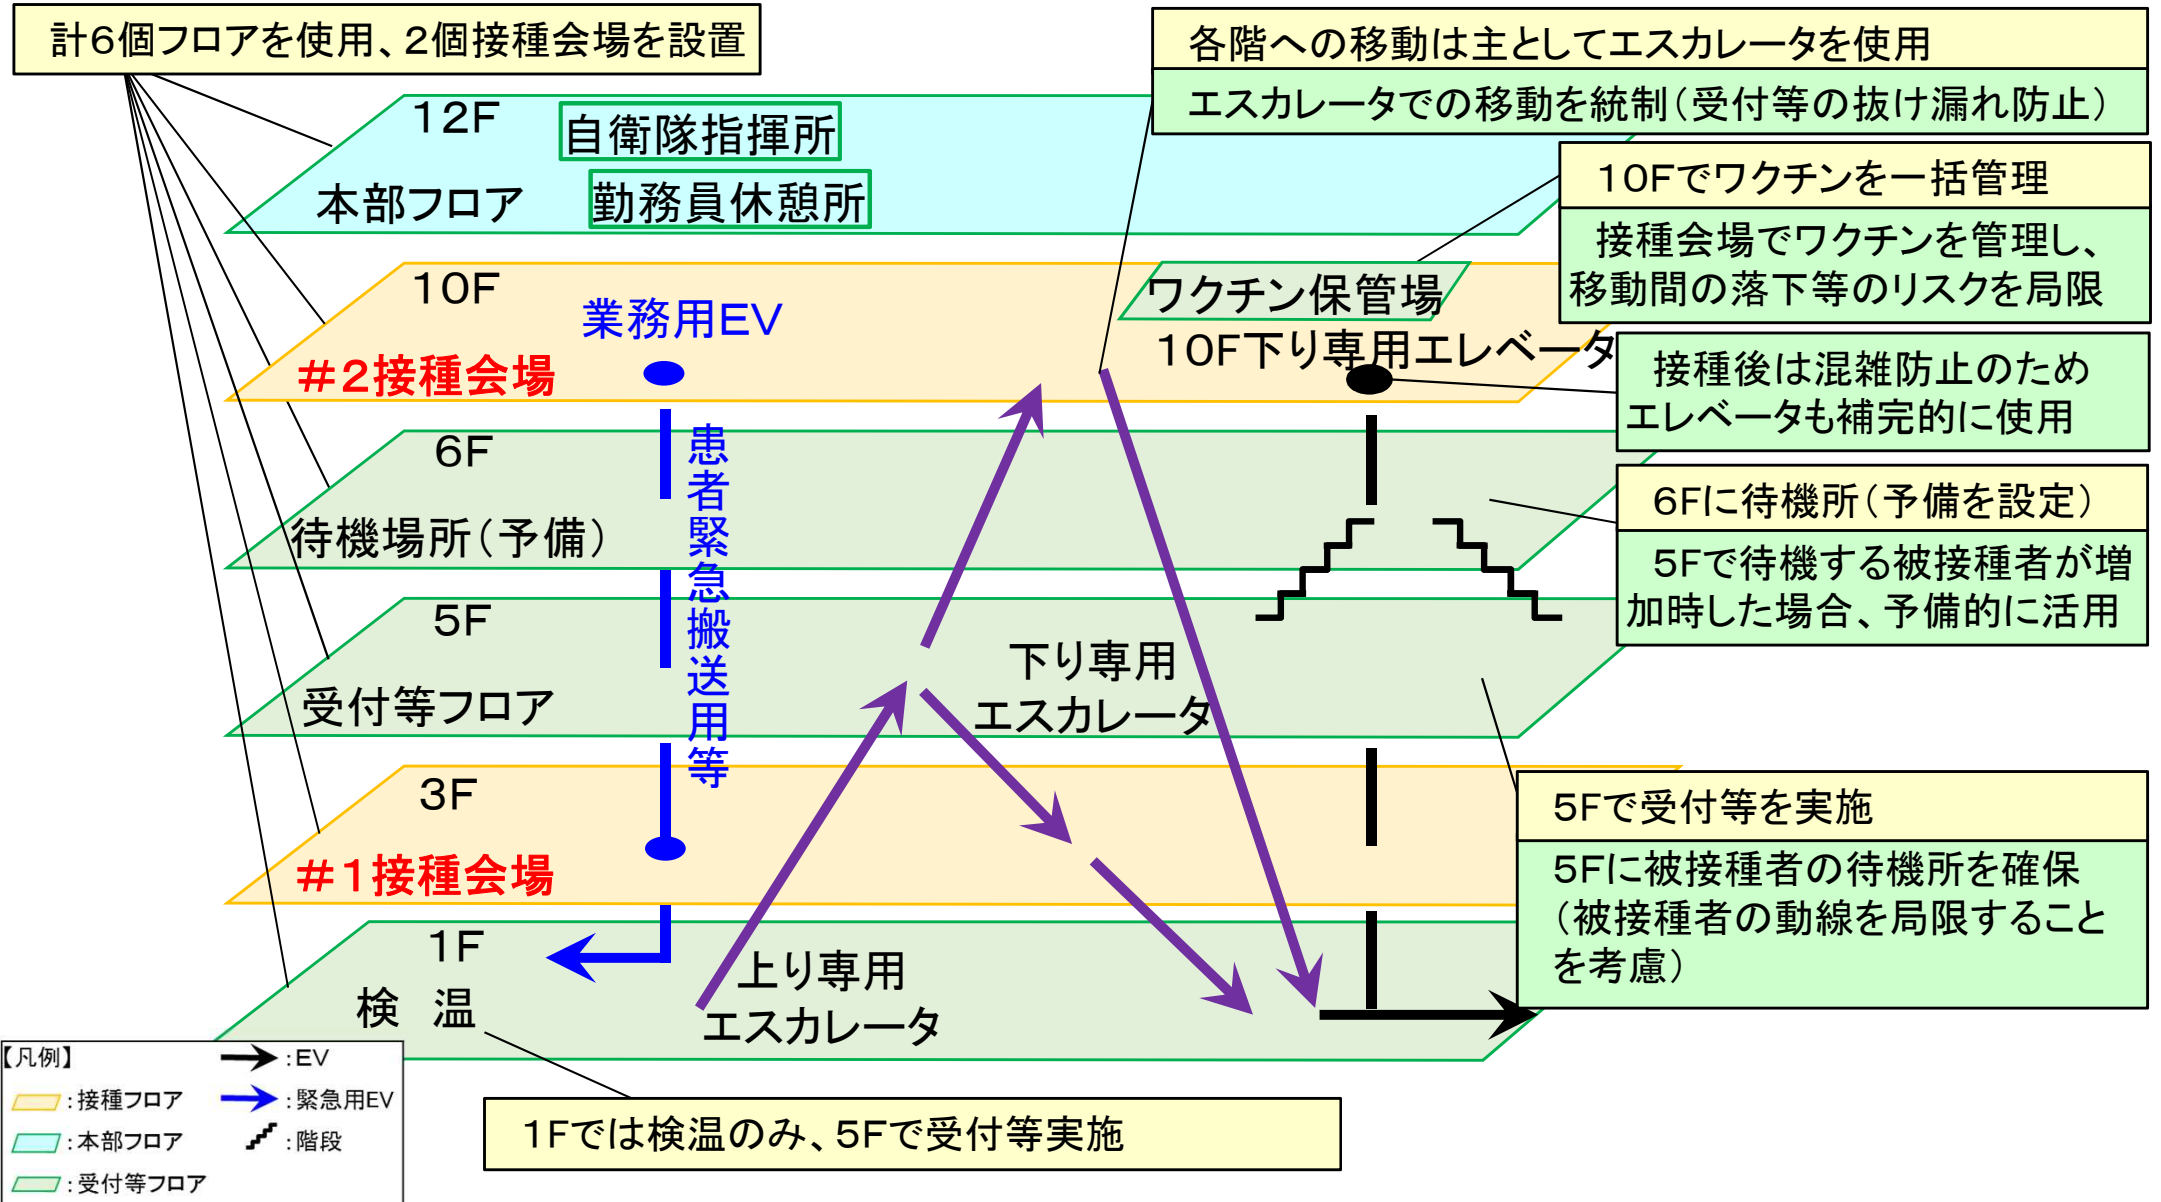 計6個フロアを使用、2個接種会場を設置
各階への移動は主としてエスカレータを使用
エスカレータでの移動を統制(受付等の抜け漏れ防止)
12F
自衛隊指揮所
本部フロア
勤務員休憩所
10Fでワクチンを一括管理
接種会場でワクチンを管理し、
移動間の落下等のリスクを局限
10F
ワクチン保管場
業務用EV
10F下り専用エレベータ
#2接種会場
接種後は混雑防止のため
エレベータも補完的に使用
患者緊急搬送用等
6F
待機場所(予備)
6Fに待機所(予備を設定)
5Fで待機する被接種者が増
加時した場合、予備的に活用
5F
下り専用
エスカレータ
受付等フロア
3F
#1接種会場
5Fで受付等を実施
5Fに被接種者の待機所を確保
(被接種者の動線を局限すること
を考慮)
1F
検 温
上り専用
エスカレータ
1Fでは検温のみ、5Fで受付等実施
【凡例】
:EV
:接種フロア
:緊急用EV
:本部フロア
:階段
:受付等フロア